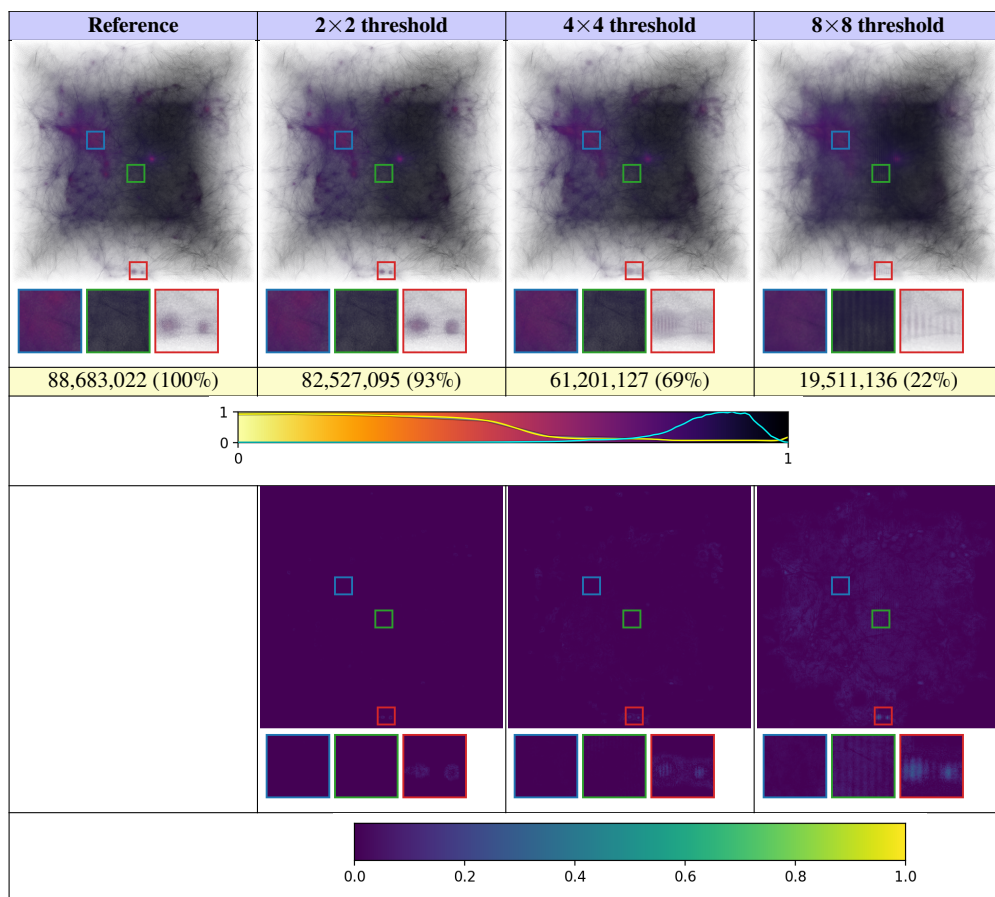 Reference 2×2 threshold 4×4 threshold 8×8 threshold
88,683,022 (100%) 82,527,095 (93%) 61,201,127 (69%) 19,511,136 (22%)
1
0
0 1
0.0 0.2 0.4 0.6 0.8 1.0